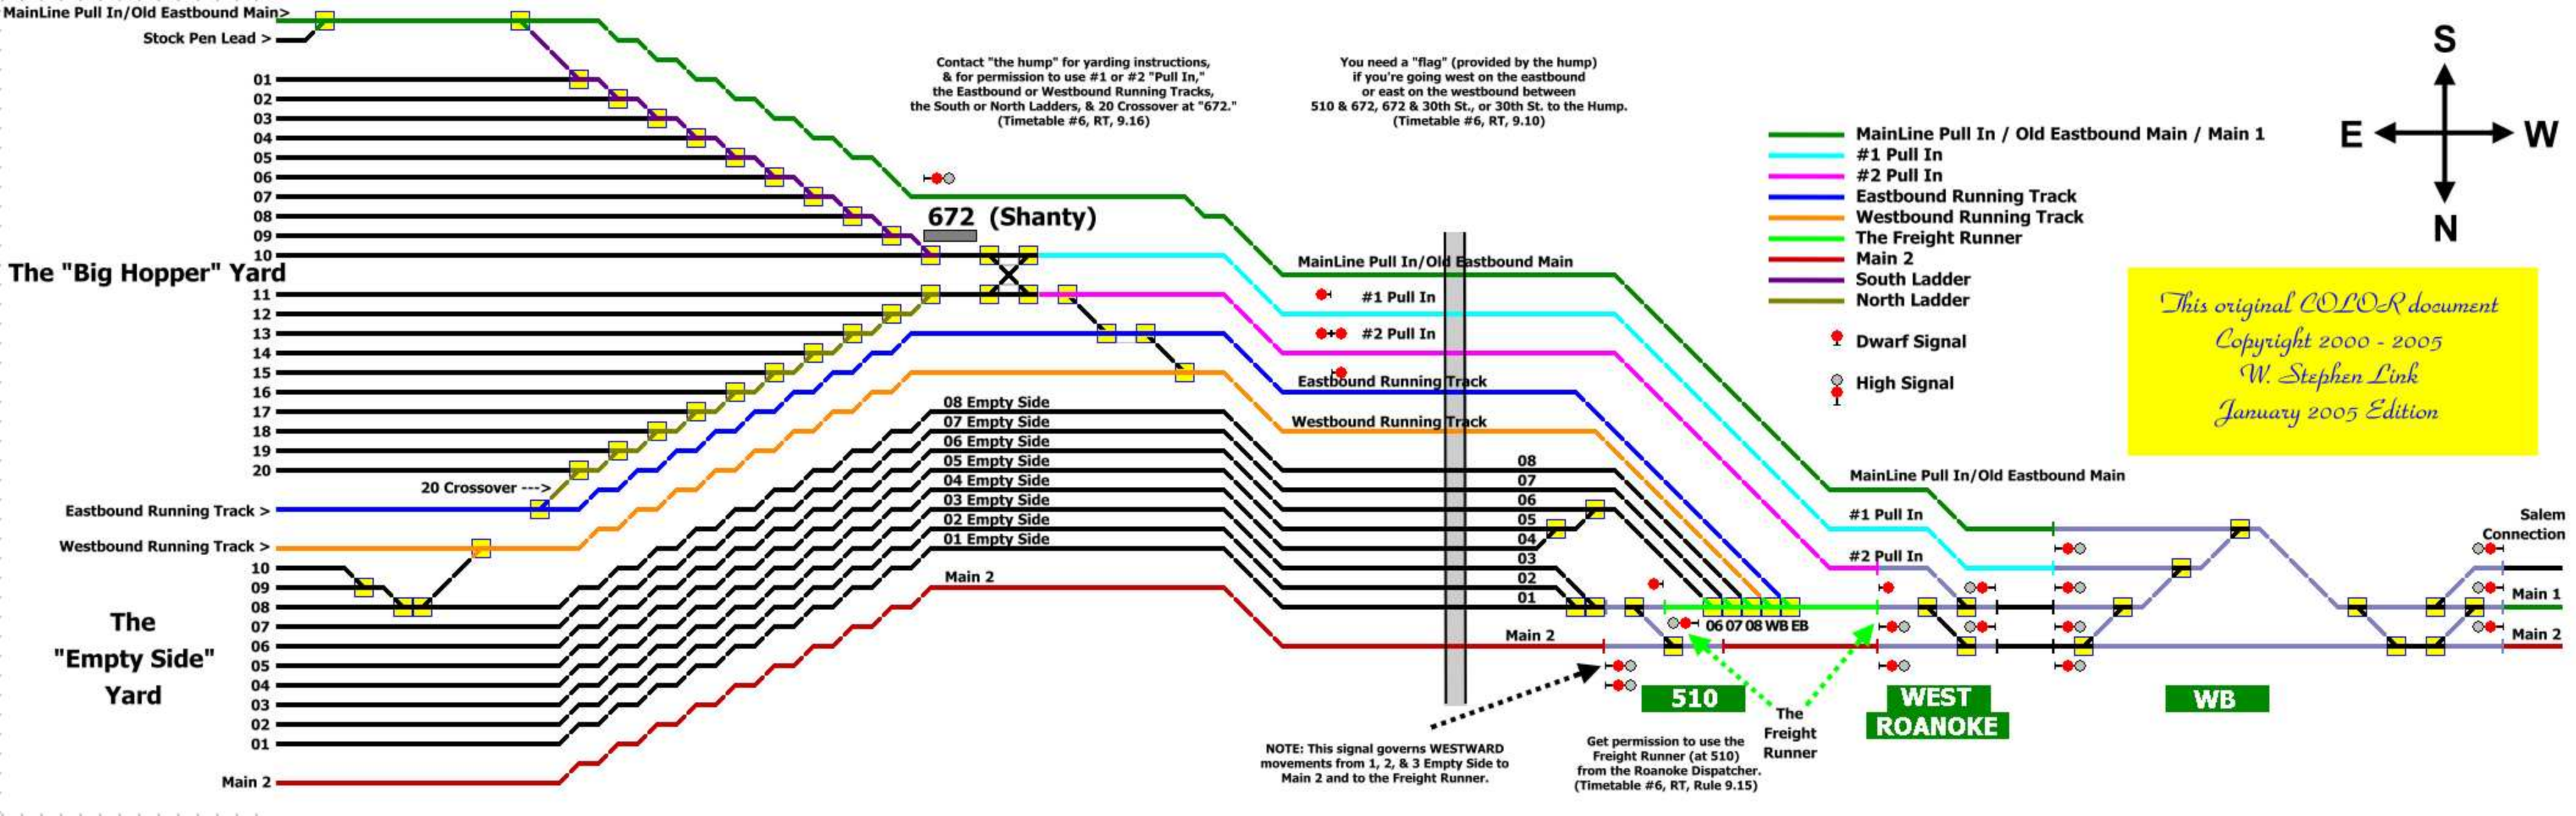 MainLine Pull In/Old Eastbound Main>
Stock Pen Lead >
01
02
03
04
05
06
07
08
09
10
The "Big Hopper" Yard
11
12
13
14
15
16
17
18
19
20
20 Crossover --->
Eastbound Running Track >
Westbound Running Track >
10
09
08
07
06
05
04
03
02
01
The
"Empty Side"
Yard
Main 2
Contact "the hump" for yarding instructions,
& for permission to use #1 or #2 "Pull In,"
the Eastbound or Westbound Running Tracks,
the South or North Ladders, & 20 Crossover at "672."
(Timetable #6, RT, 9.16)
672 (Shanty)
08 Empty Side
07 Empty Side
06 Empty Side
05 Empty Side
04 Empty Side
03 Empty Side
02 Empty Side
01 Empty Side
Main 2
You need a "flag" (provided by the hump)
if you're going west on the eastbound
or east on the westbound between
510 & 672, 672 & 30th St., or 30th St. to the Hump.
(Timetable #6, RT, 9.10)
MainLine Pull In/Old Eastbound Main
#1 Pull In
#2 Pull In
Eastbound Running Track
Westbound Running Track
08
07
06
05
04
03
02
01
Main 2
06 07 08 WB EB
NOTE: This signal governs WESTWARD
movements from 1, 2, & 3 Empty Side to
Main 2 and to the Freight Runner.
510
Get permission to use the
Freight Runner (at 510)
from the Roanoke Dispatcher.
(Timetable #6, RT, Rule 9.15)
The
Freight
Runner
MainLine Pull In / Old Eastbound Main / Main 1
#1 Pull In
#2 Pull In
Eastbound Running Track
Westbound Running Track
The Freight Runner
Main 2
South Ladder
North Ladder
Dwarf Signal
High Signal
S
E
W
N
This original COLOR document
Copyright 2000 - 2005
W. Stephen Link
January 2005 Edition
MainLine Pull In/Old Eastbound Main
#1 Pull In
#2 Pull In
WEST
ROANOKE
WB
Salem
Connection
Main 1
Main 2